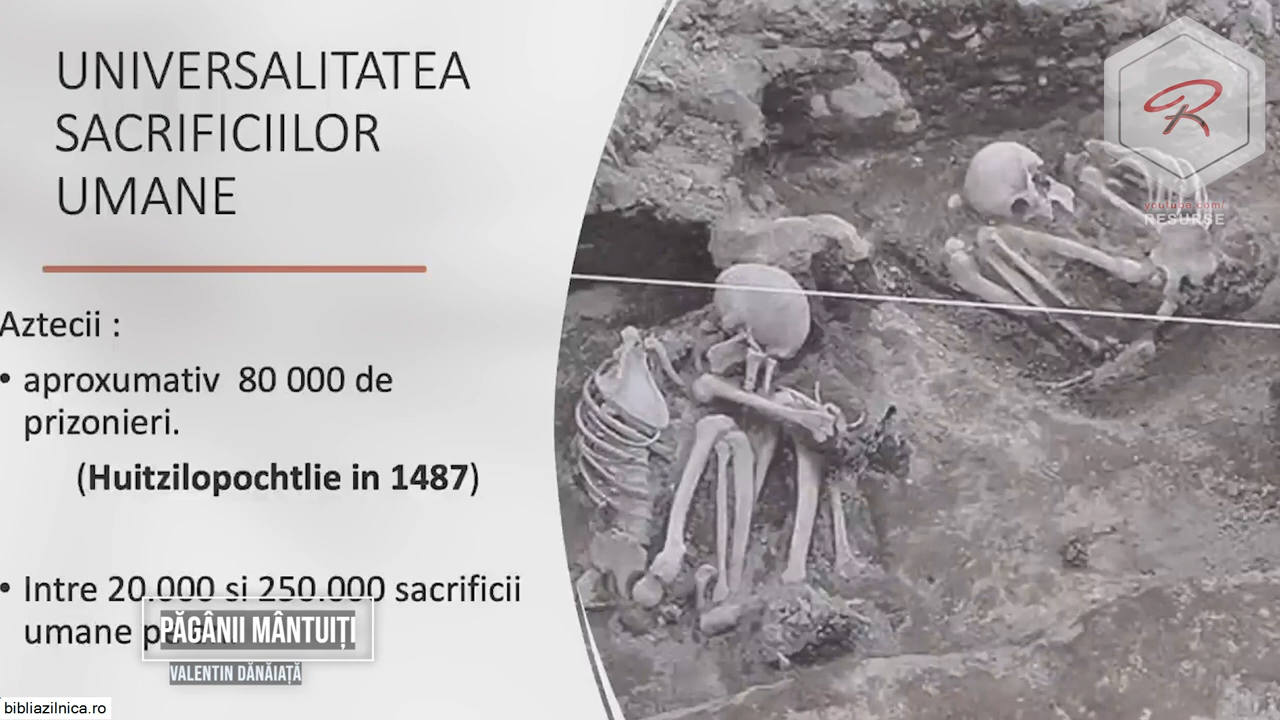 UNIVERSALITATEA
SACRIFICIILOR
UMANE
Aztecii :
• aproxumativ 80 000 de
prizonieri.
(Huitzilopochtlie in 1487)
• Intre 20.000 si 250.000 sacrificii
umane
PĂGÂNII MÂNTUIȚI
VALENTIN DĂNĂIAȚĂ
bibliazilnica.ro
R
youtube.com/
RESURSE